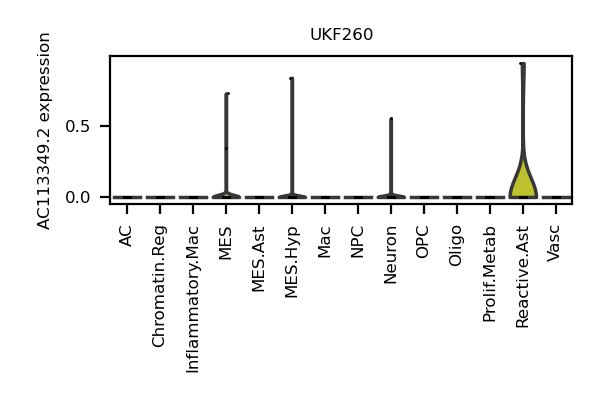 UKF260
AC113349.2 expression
0.5
0.0
AC
Chromatin.Reg
Inflammatory.Mac
MES
MES.Ast
MES.Hyp
Mac
NPC
Neuron
OPC
Oligo
Prolif.Metab
Reactive.Ast
Vasc